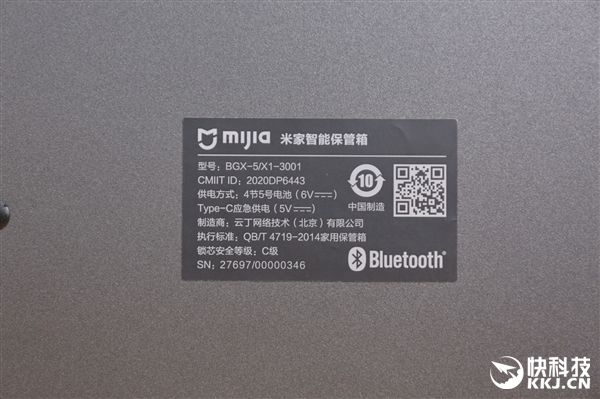 mijia 米家智能保管箱
型号：BGX-5/X1-3001
CMIIT ID：2020DP6443
供电方式：4节5号电池（6V⎓）
Type-C应急供电（5V⎓）
制造商：云丁网络技术（北京）有限公司
执行标准：QB/T 4719-2014家用保管箱
锁芯安全等级：C级
SN：27697/00000346
10
中国制造
Bluetooth®
快科技
KKJ.CN